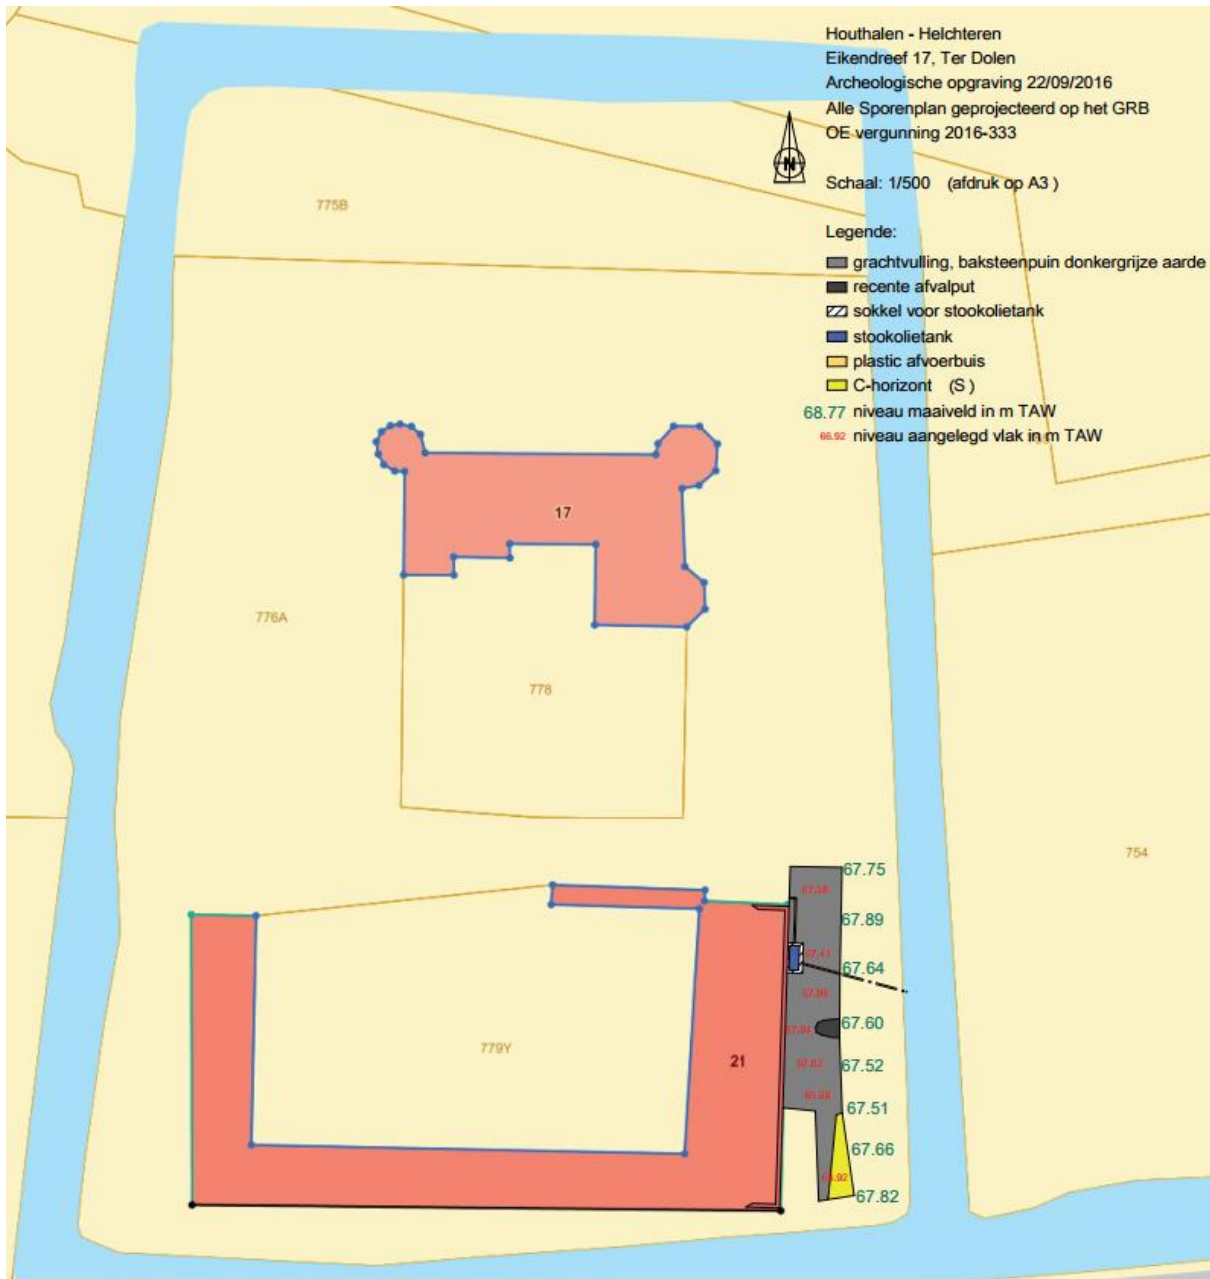 Houthalen - Helchteren
Eikendreef 17, Ter Dolen
Archeologische opgraving 22/09/2016
Alle Sporenplan geprojecteerd op het GRB
OE vergunning 2016-333
N
Schaal: 1/500 (afdruk op A3 )
775B
Legende:
grachtvulling, baksteenpuin donkergrijze aarde
recente afvalput
sokkel voor stookolietank
stookolietank
plastic afvoerbuis
C-horizont (S )
68.77 niveau maaiveld in m TAW
66.92 niveau aangelegd vlak in m TAW
17
776A
778
754
67.75
67.89
67.41
67.64
67.60
779Y
21
67.52
67.51
67.66
67.82